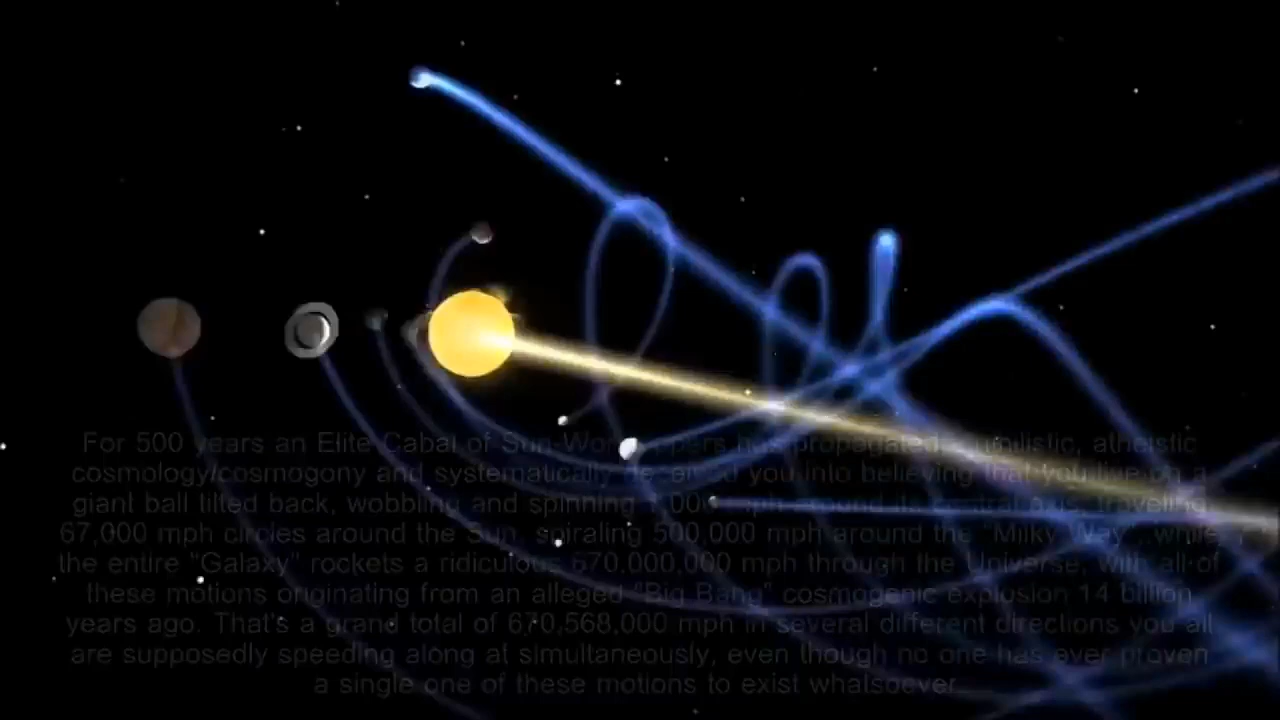 For 500 years an Elite Cabal of Sun-Worshippers has propagated nihilistic, atheistic
cosmology/cosmogony and systematically you into believing that you live on a
giant ball tilted back, wobbling and spinning mph around its central axis, traveling
67,000 mph circles around the Sun, spiraling 500,000 mph around the "Milky Way", while
the entire "Galaxy" rockets a ridiculous 670,000,000 mph through the Universe, with all of
these motions originating from an alleged "Big Bang" cosmogenic explosion 14 billion
years ago. That's a grand total of 670,568,000 mph in several different directions you all
are supposedly speeding along at simultaneously, even though no one has ever proven
a single one of these motions to exist whatsoever.